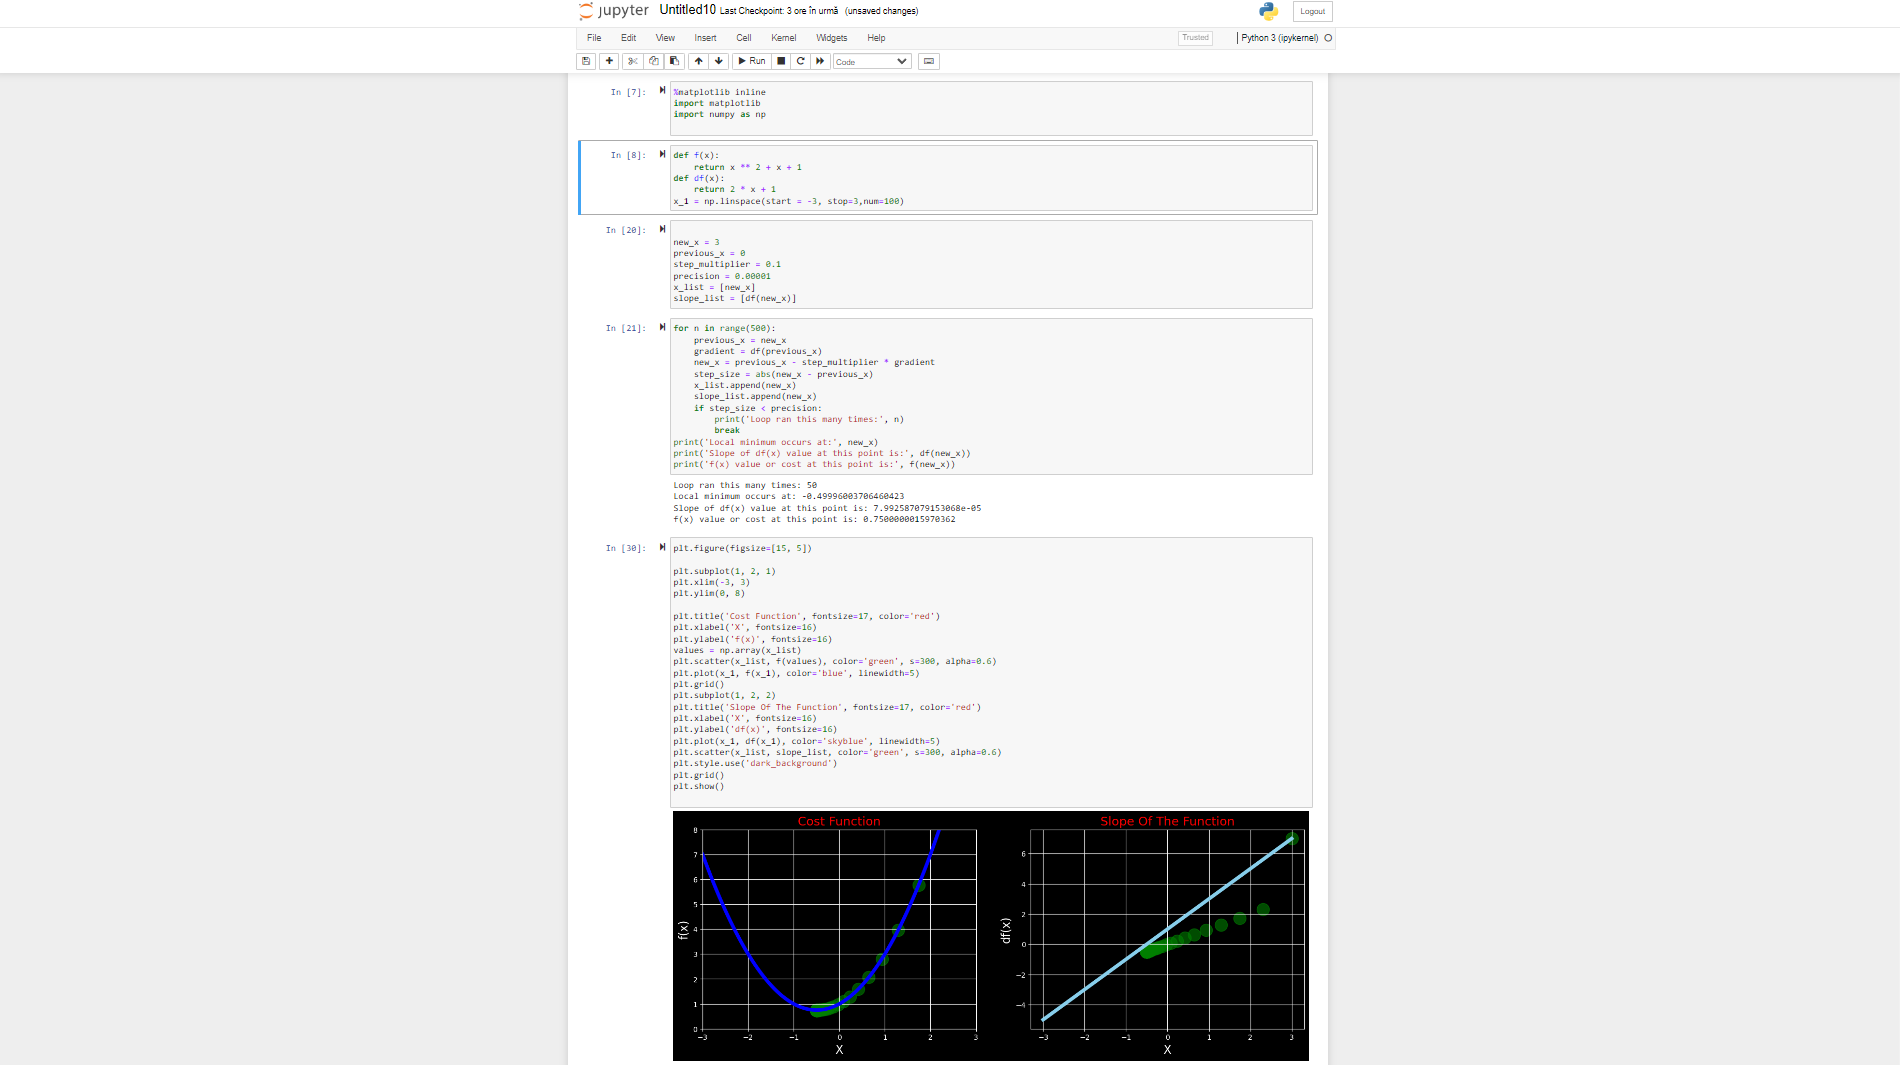 jupyter Untitled10 Last Checkpoint: 3 ore în urmă (unsaved changes) Logout
File Edit View Insert Cell Kernel Widgets Help Trusted Python 3 (ipykernel)
Run Code
In [7]: %matplotlib inline
import matplotlib
import numpy as np
In [8]: def f(x):
return x ** 2 + x + 1
def df(x):
return 2 * x + 1
x_1 = np.linspace(start = -3, stop=3,num=100)
In [20]:
new_x = 3
previous_x = 0
step_multiplier = 0.1
precision = 0.00001
x_list = [new_x]
slope_list = [df(new_x)]
In [21]: for n in range(500):
previous_x = new_x
gradient = df(previous_x)
new_x = previous_x - step_multiplier * gradient
step_size = abs(new_x - previous_x)
x_list.append(new_x)
slope_list.append(new_x)
if step_size < precision:
print('Loop ran this many times:', n)
break
print('Local minimum occurs at:', new_x)
print('Slope of df(x) value at this point is:', df(new_x))
print('f(x) value or cost at this point is:', f(new_x))
Loop ran this many times: 50
Local minimum occurs at: -0.49996003706460423
Slope of df(x) value at this point is: 7.992587079153068e-05
f(x) value or cost at this point is: 0.7500000015970362
In [30]: plt.figure(figsize=[15, 5])
plt.subplot(1, 2, 1)
plt.xlim(-3, 3)
plt.ylim(0, 8)
plt.title('Cost Function', fontsize=17, color='red')
plt.xlabel('X', fontsize=16)
plt.ylabel('f(x)', fontsize=16)
values = np.array(x_list)
plt.scatter(x_list, f(values), color='green', s=300, alpha=0.6)
plt.plot(x_1, f(x_1), color='blue', linewidth=5)
plt.grid()
plt.subplot(1, 2, 2)
plt.title('Slope Of The Function', fontsize=17, color='red')
plt.xlabel('X', fontsize=16)
plt.ylabel('df(x)', fontsize=16)
plt.plot(x_1, df(x_1), color='skyblue', linewidth=5)
plt.scatter(x_list, slope_list, color='green', s=300, alpha=0.6)
plt.style.use('dark_background')
plt.grid()
plt.show()
Cost Function
8
7
6
5
4
3
2
1
0
f(x)
−3 −2 −1 0 1 2 3
X
Slope Of The Function
6
4
2
0
−2
−4
df(x)
−3 −2 −1 0 1 2 3
X